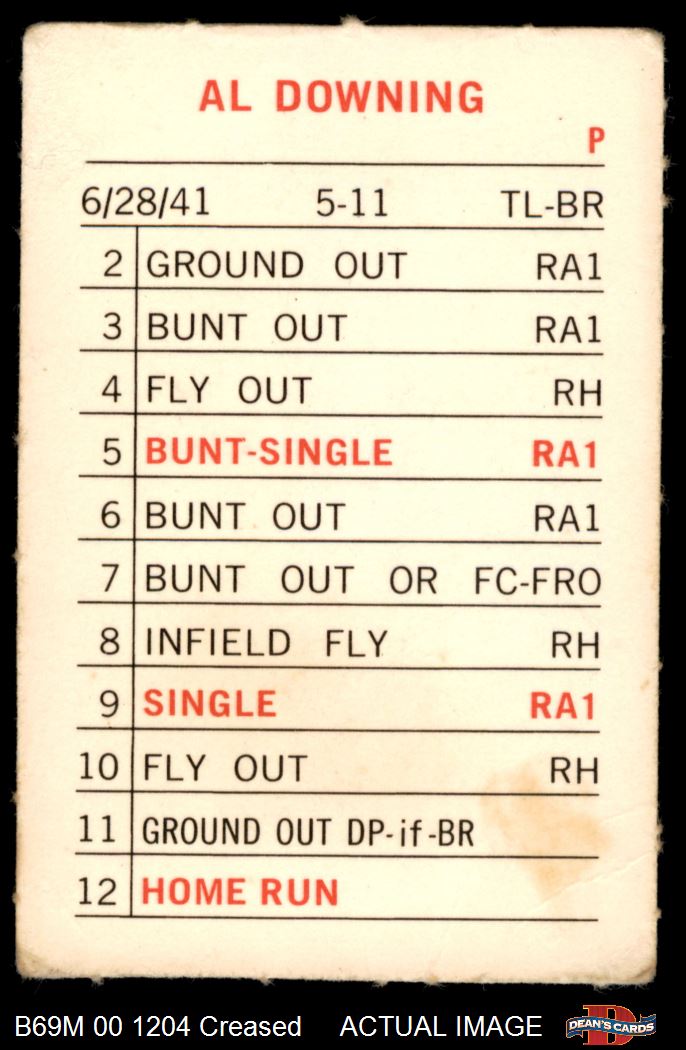 AL DOWNING
P
6/28/41 5-11 TL-BR
2 GROUND OUT RA1
3 BUNT OUT RA1
4 FLY OUT RH
5 BUNT-SINGLE RA1
6 BUNT OUT RA1
7 BUNT OUT OR FC-FRO
8 INFIELD FLY RH
9 SINGLE RA1
10 FLY OUT RH
11 GROUND OUT DP-if-BR
12 HOME RUN
B69M 00 1204 Creased ACTUAL IMAGE D DEAN'S CARDS